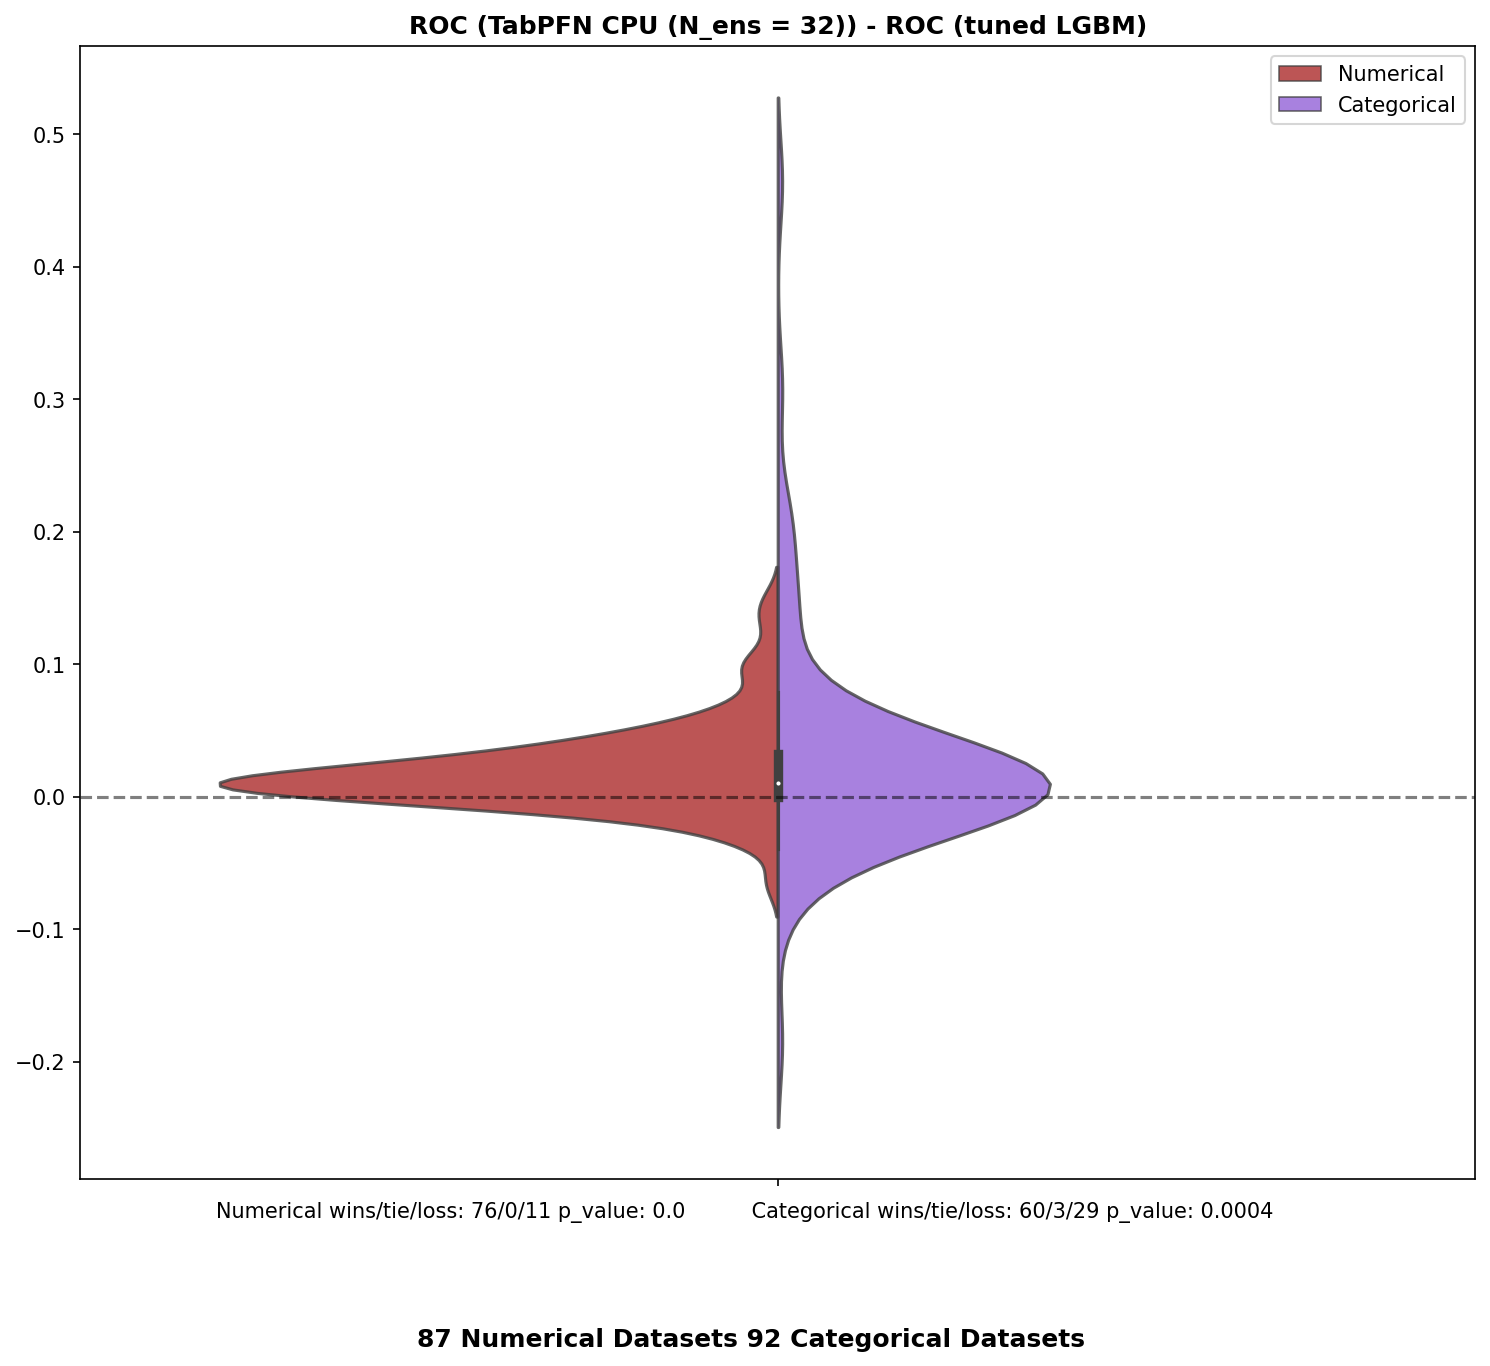 ROC (TabPFN CPU (N_ens = 32)) - ROC (tuned LGBM)
Numerical
Categorical
0.5
0.4
0.3
0.2
0.1
0.0
−0.1
−0.2
Numerical wins/tie/loss: 76/0/11 p_value: 0.0 Categorical wins/tie/loss: 60/3/29 p_value: 0.0004
87 Numerical Datasets 92 Categorical Datasets